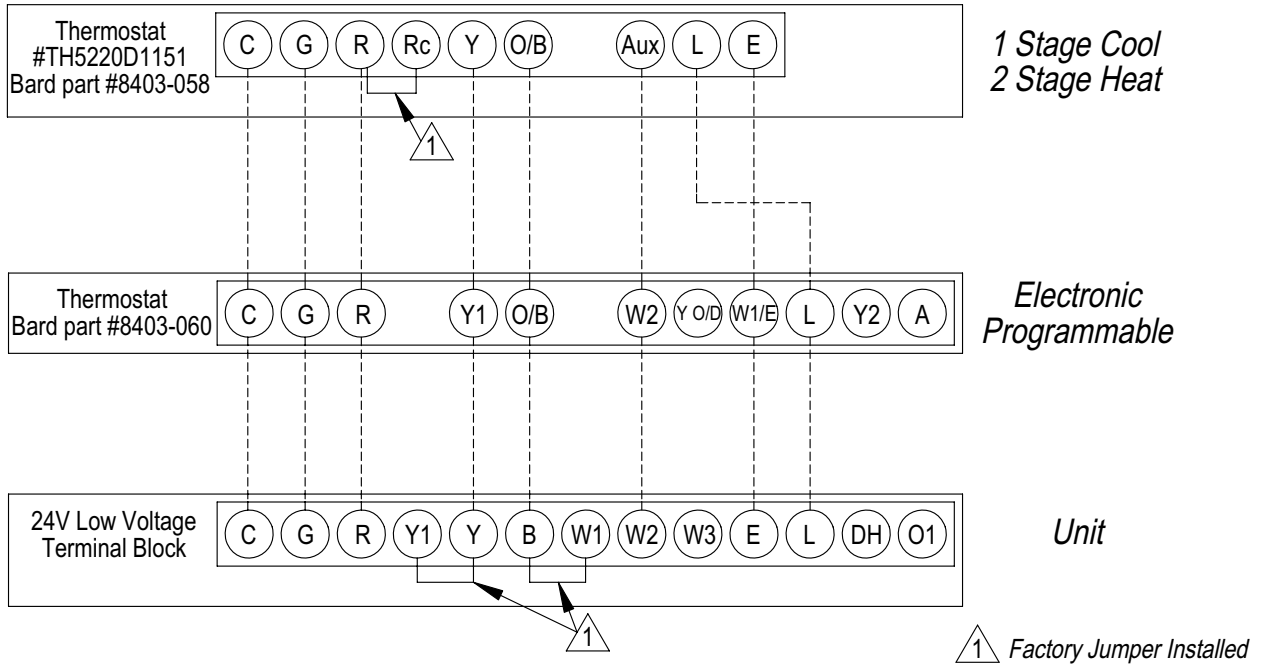 Thermostat
#TH5220D1151
Bard part #8403-058
C G R Rc Y O/B Aux L E
1 Stage Cool
2 Stage Heat
1
Thermostat
Bard part #8403-060
C G R Y1 O/B W2 Y O/D W1/E L Y2 A
Electronic
Programmable
24V Low Voltage
Terminal Block
C G R Y1 Y B W1 W2 W3 E L DH O1
Unit
1
1 Factory Jumper Installed